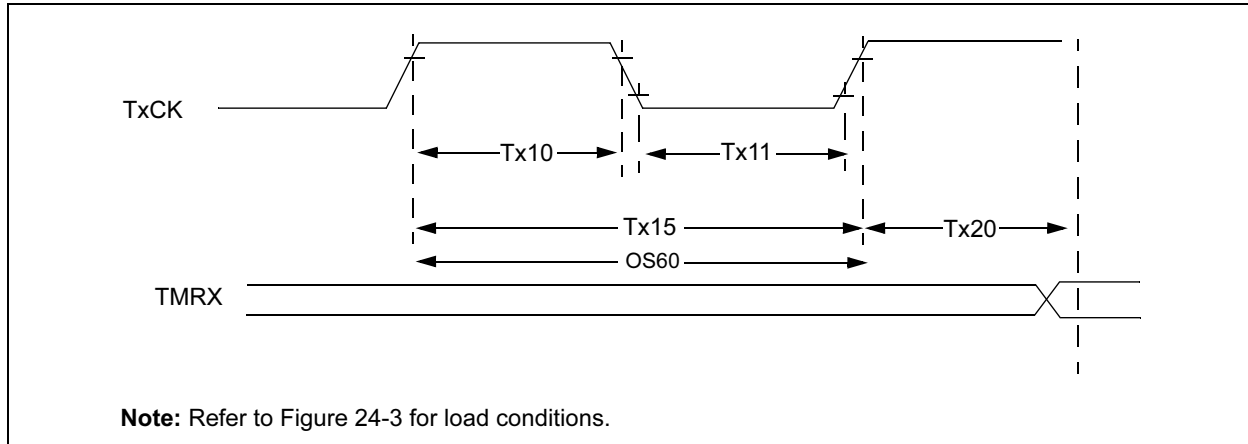 TxCK
Tx10
Tx11
Tx15
Tx20
OS60
TMRX
Note: Refer to Figure 24-3 for load conditions.